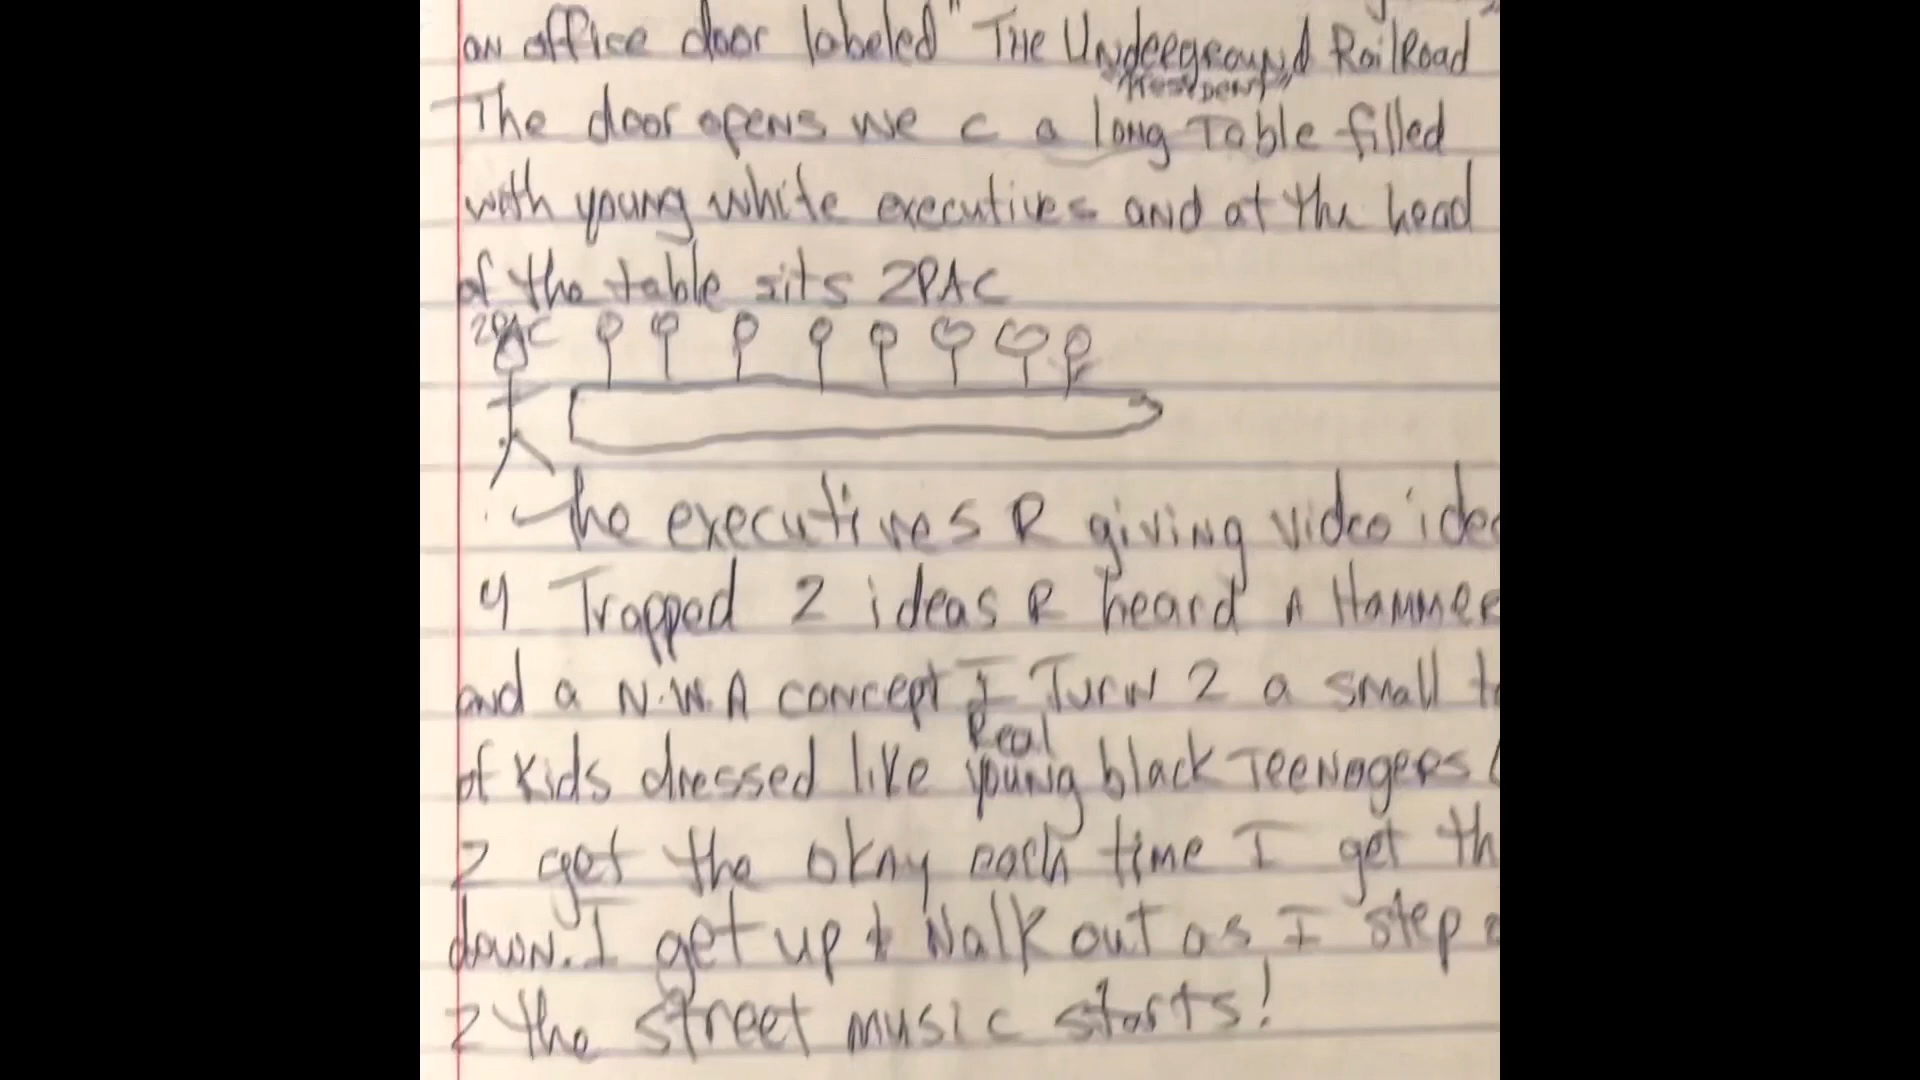 an office door labeled "THE UNDERGROUND RailRoad"
"President"
The door opens we c a long Table filled
with young white executives and at the head
of the table sits 2PAC
2PAC
The executives R giving video idea
4 Trapped 2 ideas R heard A HAMMER
and a N.W.A concept I Turn 2 a small
Real
of kids dressed like young black Teenagers
2 get the okay each time I get th
down. I get up & walk out as I step
2 the street music starts!